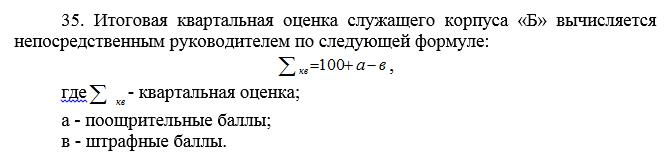 35. Итоговая квартальная оценка служащего корпуса «Б» вычисляется
непосредственным руководителем по следующей формуле:
∑ кв=100+ а − в ,
где∑ кв - квартальная оценка;
а - поощрительные баллы;
в - штрафные баллы.